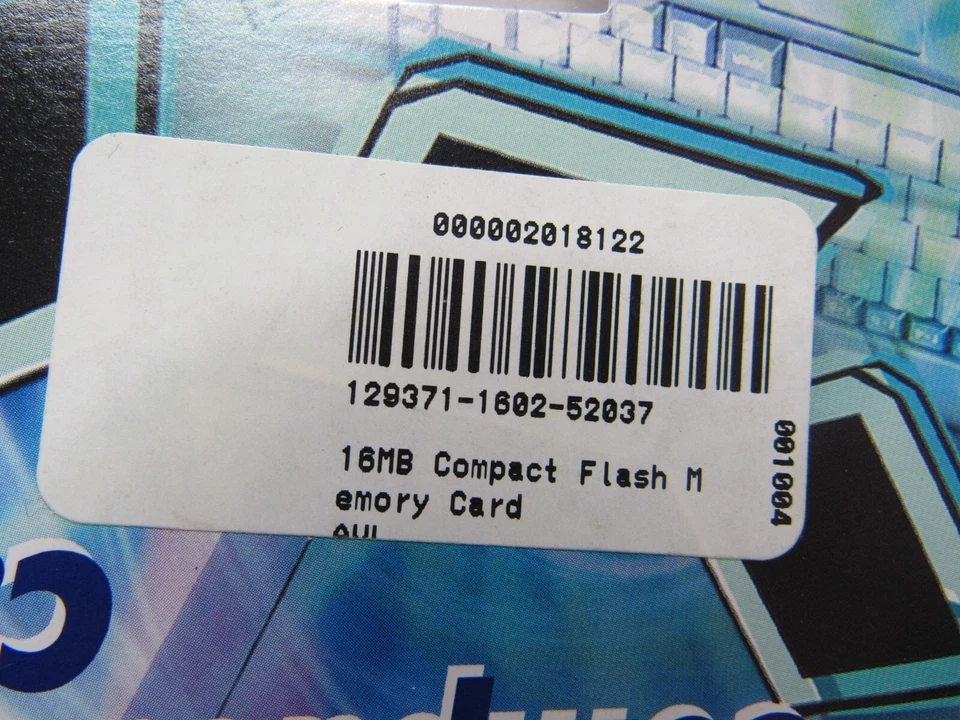 000002018122
129371-1602-52037
16MB Compact Flash M
emory Card
001004